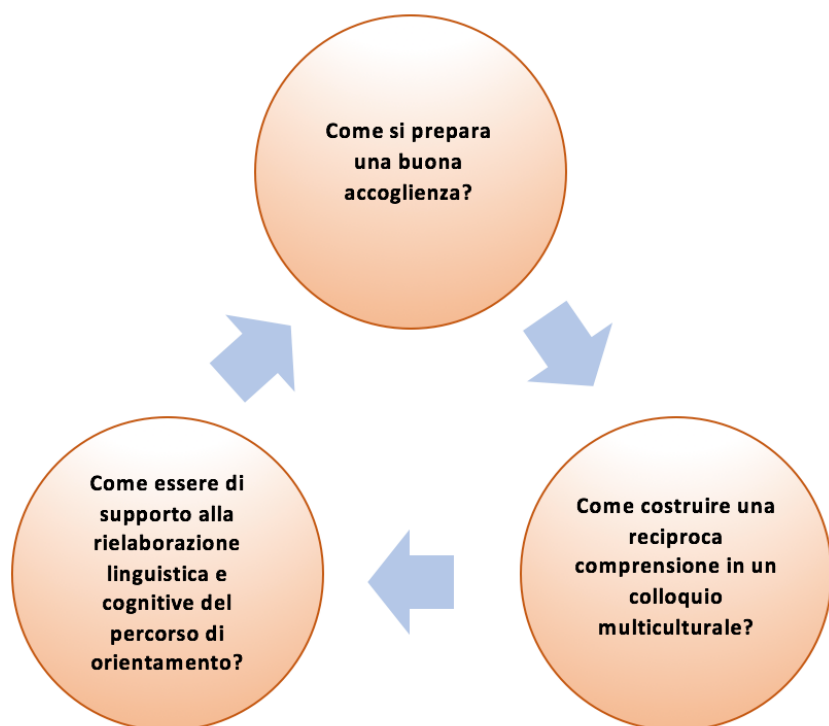 Come si prepara
una buona
accoglienza?
Come costruire una
reciproca
comprensione in un
colloquio
multiculturale?
Come essere di
supporto alla
rielaborazione
linguistica e
cognitive del
percorso di
orientamento?